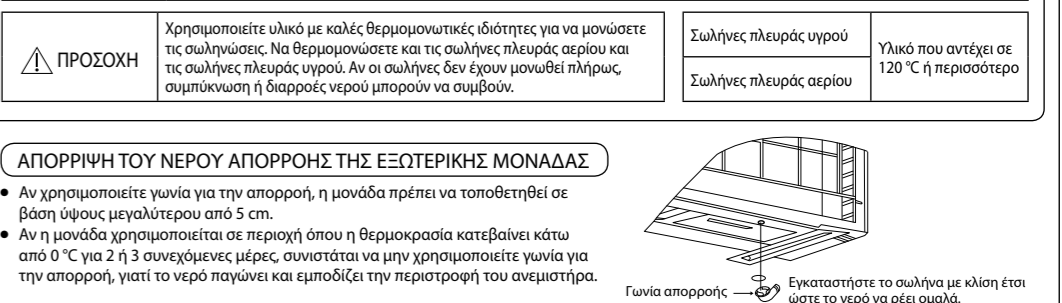 ΠΡΟΣΟΧΗ
Χρησιμοποιείτε υλικό με καλές θερμομονωτικές ιδιότητες για να μονώσετε
τις σωληνώσεις. Να θερμομονώσετε και τις σωλήνες πλευράς αερίου και
τις σωλήνες πλευράς υγρού. Αν οι σωλήνες δεν έχουν μονωθεί πλήρως,
συμπύκνωση ή διαρροές νερού μπορούν να συμβούν.
Σωλήνες πλευράς υγρού
Σωλήνες πλευράς αερίου
Υλικό που αντέχει σε
120 °C ή περισσότερο
ΑΠΟΡΡΙΨΗ ΤΟΥ ΝΕΡΟΥ ΑΠΟΡΡΟΗΣ ΤΗΣ ΕΞΩΤΕΡΙΚΗΣ ΜΟΝΑΔΑΣ
• Αν χρησιμοποιείτε γωνία για την απορροή, η μονάδα πρέπει να τοποθετηθεί σε
βάση ύψους μεγαλύτερου από 5 cm.
• Αν η μονάδα χρησιμοποιείται σε περιοχή όπου η θερμοκρασία κατεβαίνει κάτω
από 0 °C για 2 ή 3 συνεχόμενες μέρες, συνιστάται να μην χρησιμοποιείτε γωνία για
την απορροή, γιατί το νερό παγώνει και εμποδίζει την περιστροφή του ανεμιστήρα.
Γωνία απορροής
Εγκαταστήστε το σωλήνα με κλίση έτσι
ώστε το νερό να ρέει ομαλά.